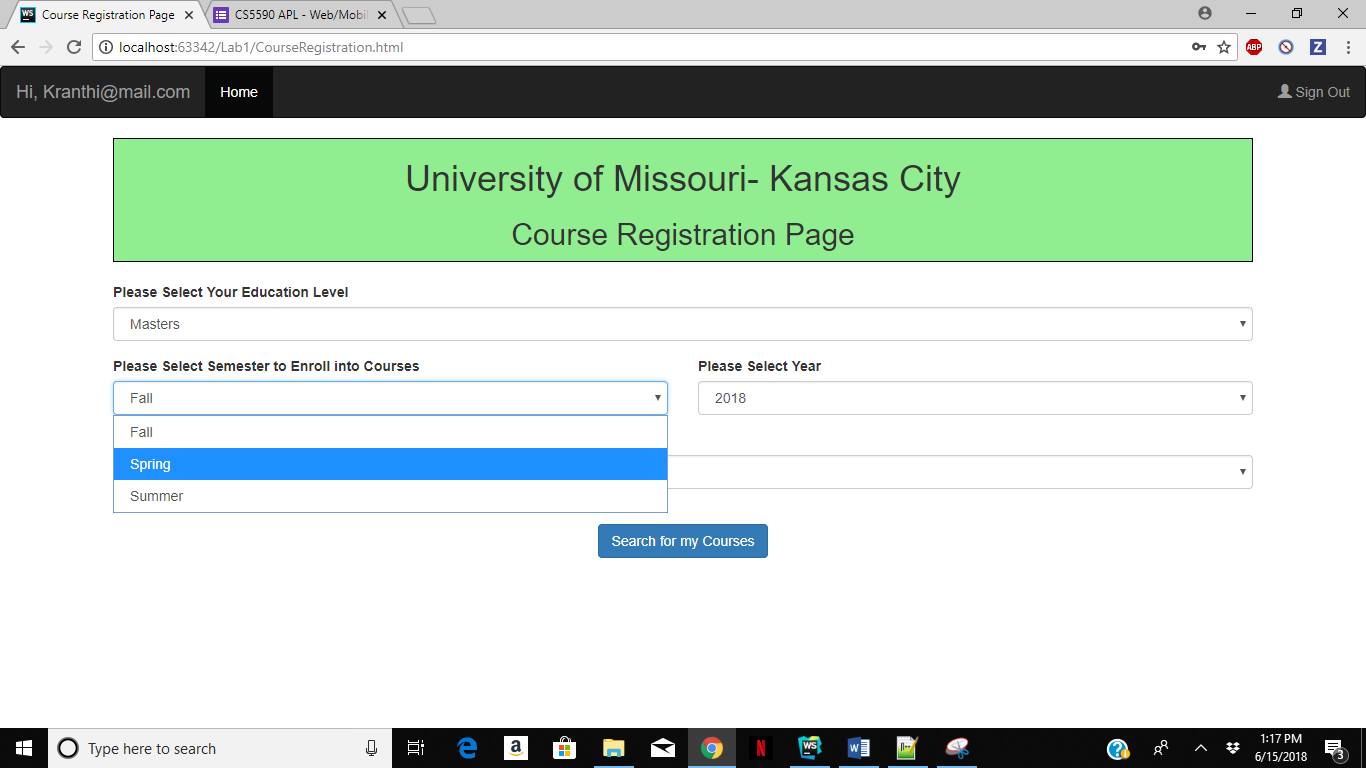 WS Course Registration Page
CS5590 APL - Web/Mobil
localhost:63342/Lab1/CourseRegistration.html
ABP
Z
Hi, Kranthi@mail.com Home Sign Out
University of Missouri- Kansas City
Course Registration Page
Please Select Your Education Level
Masters
Please Select Semester to Enroll into Courses Please Select Year
Fall 2018
Fall
Spring
Summer
Search for my Courses
Type here to search
a
N
WS
1:17 PM
6/15/2018
3